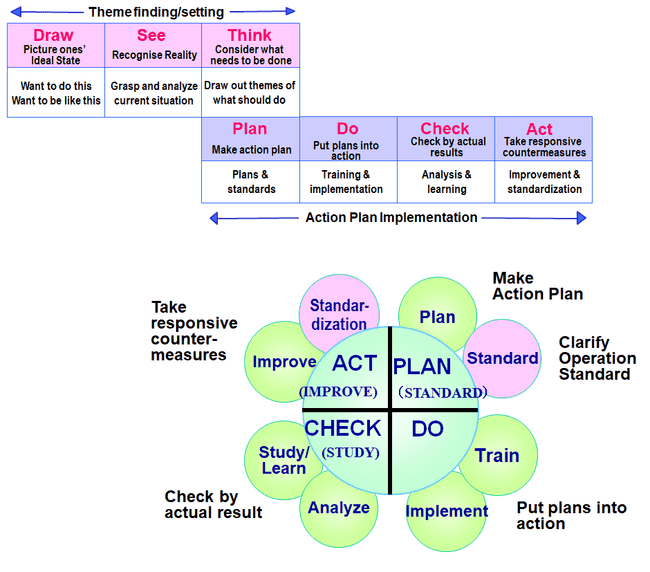 Theme finding/setting
Draw
Picture ones'
Ideal State
See
Recognise Reality
Think
Consider what
needs to be done
Want to do this
Want to be like this
Grasp and analyze
current situation
Draw out themes of
what should do
Plan
Make action plan
Do
Put plans into
action
Check
Check by actual
results
Act
Take responsive
countermeasures
Plans &
standards
Training &
implementation
Analysis &
learning
Improvement &
standardization
Action Plan Implementation
Make
Action Plan
Take
responsive
counter-
measures
Standar-
dization
Plan
Clarify
Operation
Standard
Improve
Standard
ACT
(IMPROVE)
PLAN
(STANDARD)
CHECK
(STUDY)
DO
Study/
Learn
Train
Check by
actual result
Analyze
Implement
Put plans into
action